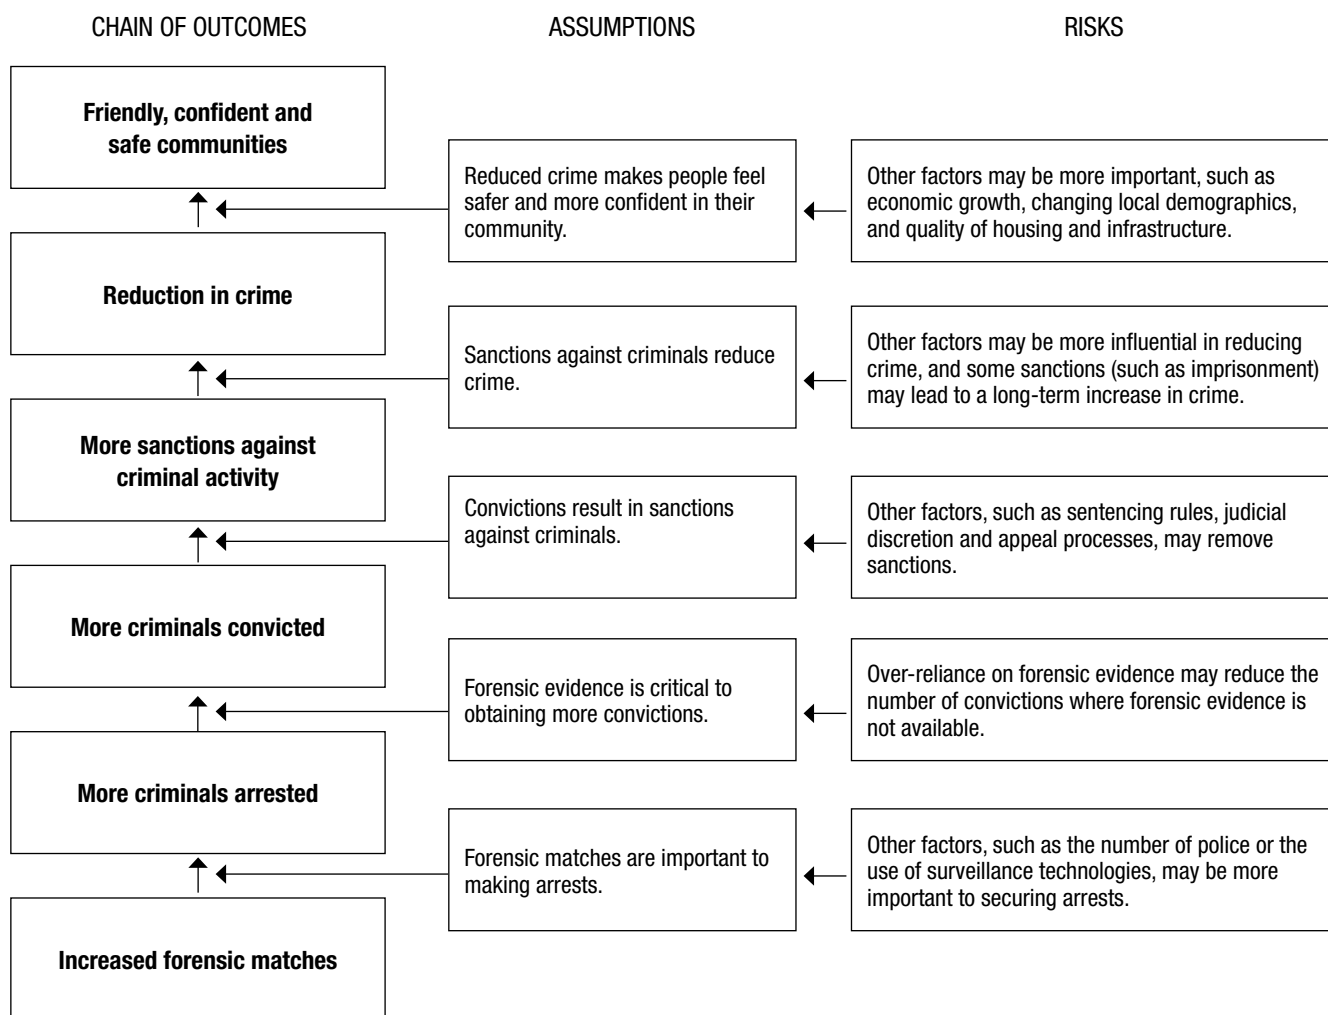 CHAIN OF OUTCOMES
ASSUMPTIONS
RISKS
Friendly, confident and
safe communities
Reduced crime makes people feel
safer and more confident in their
community.
Other factors may be more important, such as
economic growth, changing local demographics,
and quality of housing and infrastructure.
Reduction in crime
Sanctions against criminals reduce
crime.
Other factors may be more influential in reducing
crime, and some sanctions (such as imprisonment)
may lead to a long-term increase in crime.
More sanctions against
criminal activity
Convictions result in sanctions
against criminals.
Other factors, such as sentencing rules, judicial
discretion and appeal processes, may remove
sanctions.
More criminals convicted
Forensic evidence is critical to
obtaining more convictions.
Over-reliance on forensic evidence may reduce the
number of convictions where forensic evidence is
not available.
More criminals arrested
Forensic matches are important to
making arrests.
Other factors, such as the number of police or the
use of surveillance technologies, may be more
important to securing arrests.
Increased forensic matches